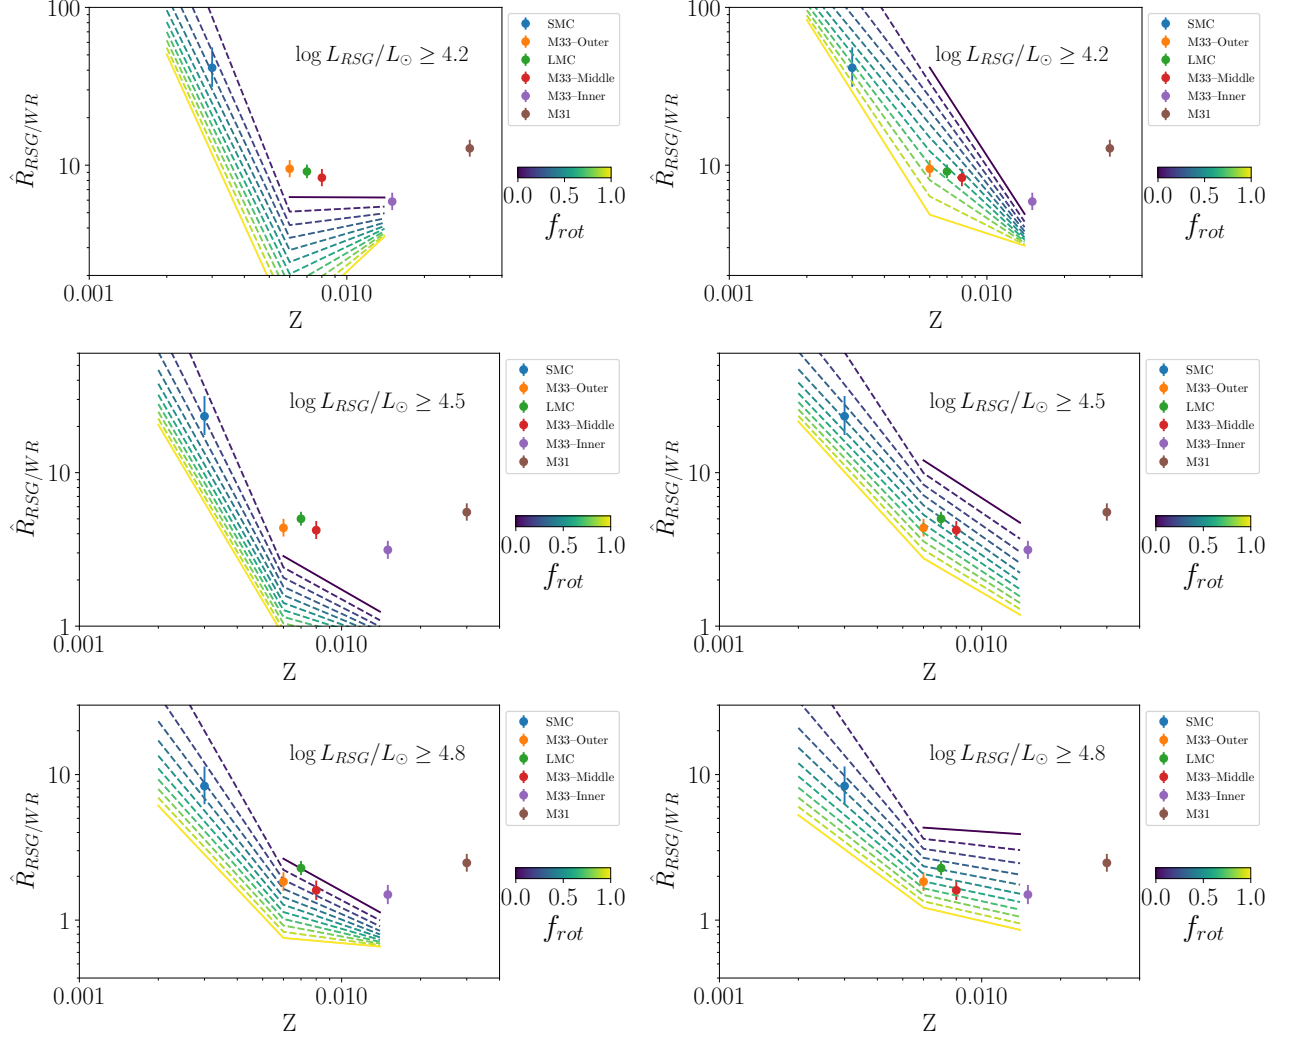 100
10
R̂_{RSG/WR}
log L_{RSG}/L_⊙ ≥ 4.2
0.001
0.010
Z
SMC
M33–Outer
LMC
M33–Middle
M33–Inner
M31
0.0 0.5 1.0
f_{rot}
100
10
R̂_{RSG/WR}
log L_{RSG}/L_⊙ ≥ 4.2
0.001
0.010
Z
SMC
M33–Outer
LMC
M33–Middle
M33–Inner
M31
0.0 0.5 1.0
f_{rot}
10
1
R̂_{RSG/WR}
log L_{RSG}/L_⊙ ≥ 4.5
0.001
0.010
Z
SMC
M33–Outer
LMC
M33–Middle
M33–Inner
M31
0.0 0.5 1.0
f_{rot}
10
1
R̂_{RSG/WR}
log L_{RSG}/L_⊙ ≥ 4.5
0.001
0.010
Z
SMC
M33–Outer
LMC
M33–Middle
M33–Inner
M31
0.0 0.5 1.0
f_{rot}
10
1
R̂_{RSG/WR}
log L_{RSG}/L_⊙ ≥ 4.8
0.001
0.010
Z
SMC
M33–Outer
LMC
M33–Middle
M33–Inner
M31
0.0 0.5 1.0
f_{rot}
10
1
R̂_{RSG/WR}
log L_{RSG}/L_⊙ ≥ 4.8
0.001
0.010
Z
SMC
M33–Outer
LMC
M33–Middle
M33–Inner
M31
0.0 0.5 1.0
f_{rot}